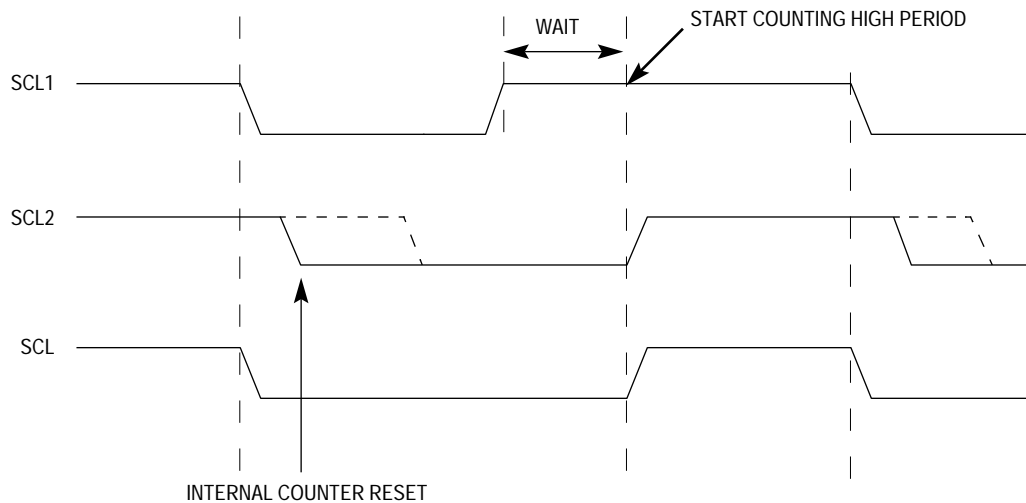 WAIT
START COUNTING HIGH PERIOD
SCL1
SCL2
SCL
INTERNAL COUNTER RESET